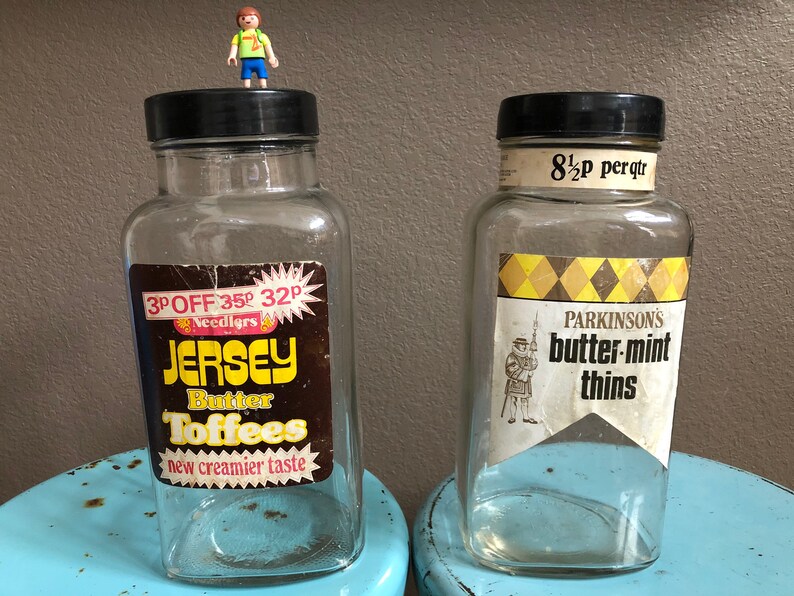 3p OFF 35p 32p
Needlers
JERSEY
Butter
Toffees
new creamier taste
8½p per qtr
PARKINSON'S
butter-mint
thins